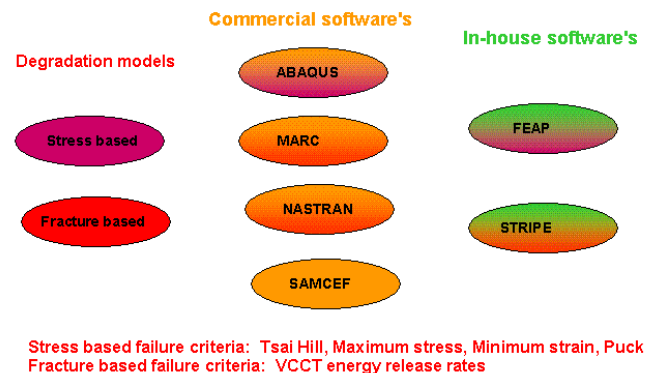 Commercial software's
In-house software's
Degradation models
ABAQUS
Stress based
MARC
FEAP
Fracture based
NASTRAN
STRIPE
SAMCEF
Stress based failure criteria: Tsai Hill, Maximum stress, Minimum strain, Puck
Fracture based failure criteria: VCCT energy release rates